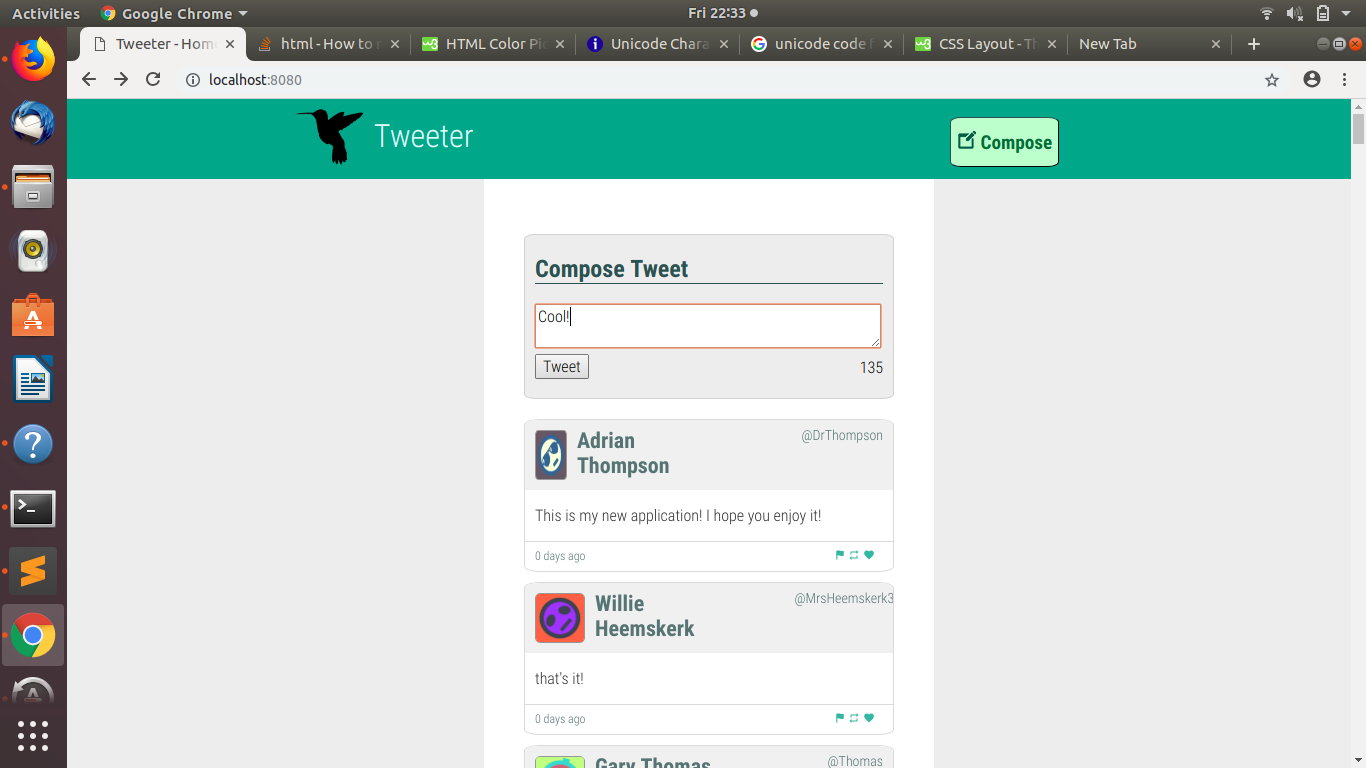 Activities Google Chrome Fri 22:33
Tweeter - Hom html - How to r HTML Color Pic Unicode Chara unicode code f CSS Layout - Th New Tab
localhost:8080
Tweeter
Compose
Compose Tweet
Cool!
Tweet 135
Adrian Thompson @DrThompson
This is my new application! I hope you enjoy it!
0 days ago
Willie Heemskerk @MrsHeemskerk3
that's it!
0 days ago
Gary Thomas @Thomas